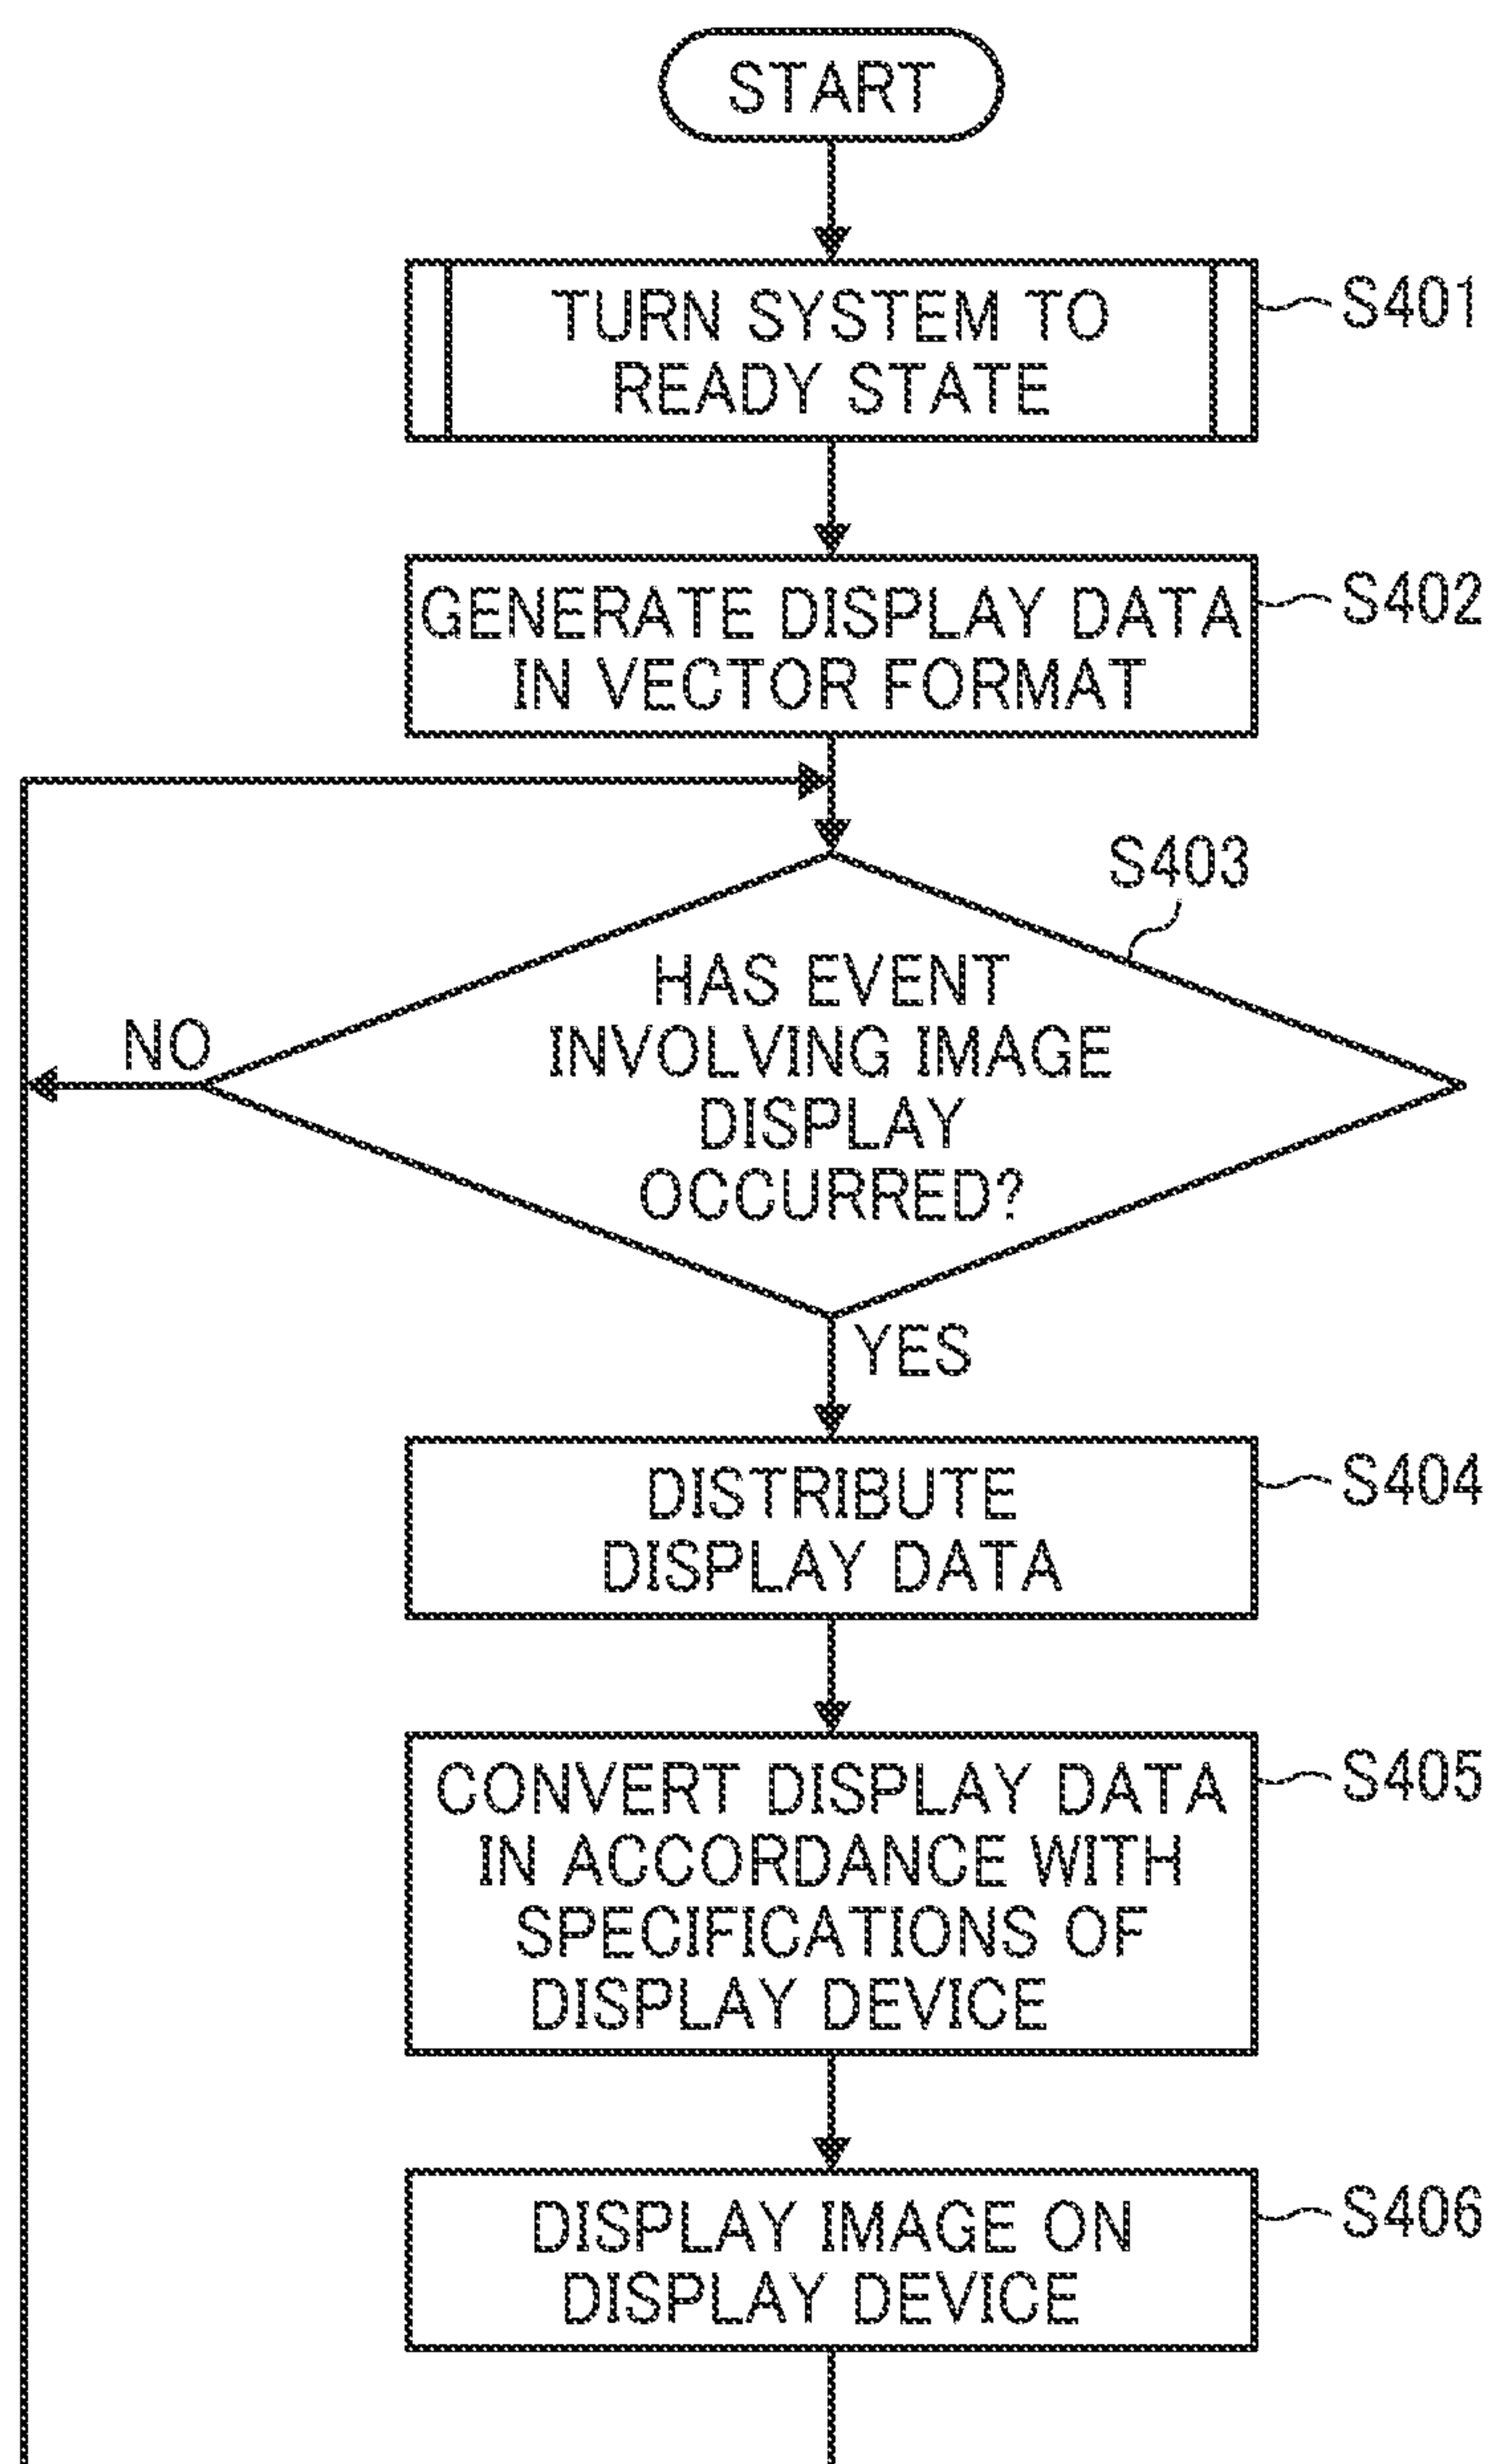 START
TURN SYSTEM TO
READY STATE
S401
GENERATE DISPLAY DATA
IN VECTOR FORMAT
S402
S403
HAS EVENT
INVOLVING IMAGE
DISPLAY
OCCURRED?
NO
YES
DISTRIBUTE
DISPLAY DATA
S404
CONVERT DISPLAY DATA
IN ACCORDANCE WITH
SPECIFICATIONS OF
DISPLAY DEVICE
S405
DISPLAY IMAGE ON
DISPLAY DEVICE
S406